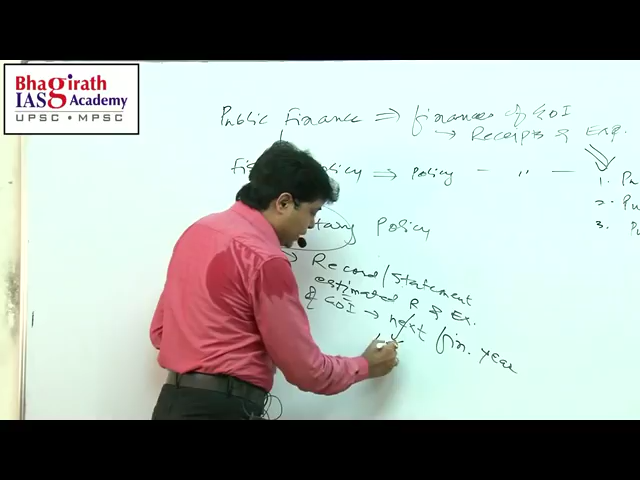 Bhagirath
IAS Academy
UPSC • MPSC
Public Finance ⇒ finances of GOI
→ Receipts & Exp.
Policy ⇒ Policy - " -
1. Pu
2. Pu
3. Pu
tary Policy
→ Record/Statement
estimated R & Ex.
of GOI → next fin. year